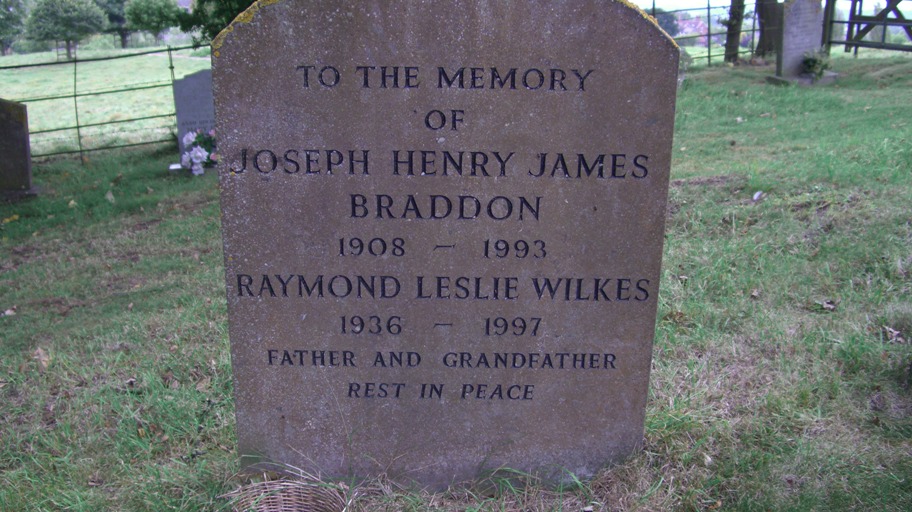 TO THE MEMORY
OF
JOSEPH HENRY JAMES
BRADDON
1908 – 1993
RAYMOND LESLIE WILKES
1936 – 1997
FATHER AND GRANDFATHER
REST IN PEACE